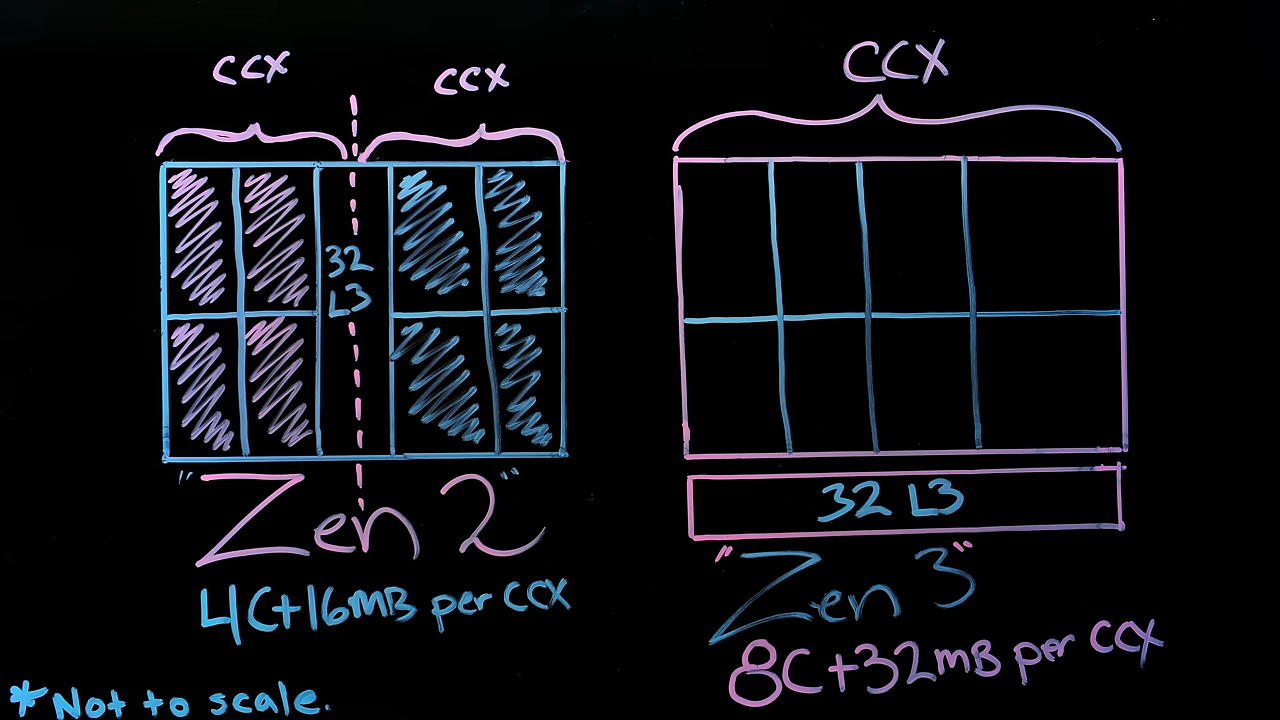 CCX
CCX
32
L3
"Zen 2"
4C+16MB per CCX
*Not to scale.
CCX
32 L3
"Zen 3"
8C+32MB per CCX